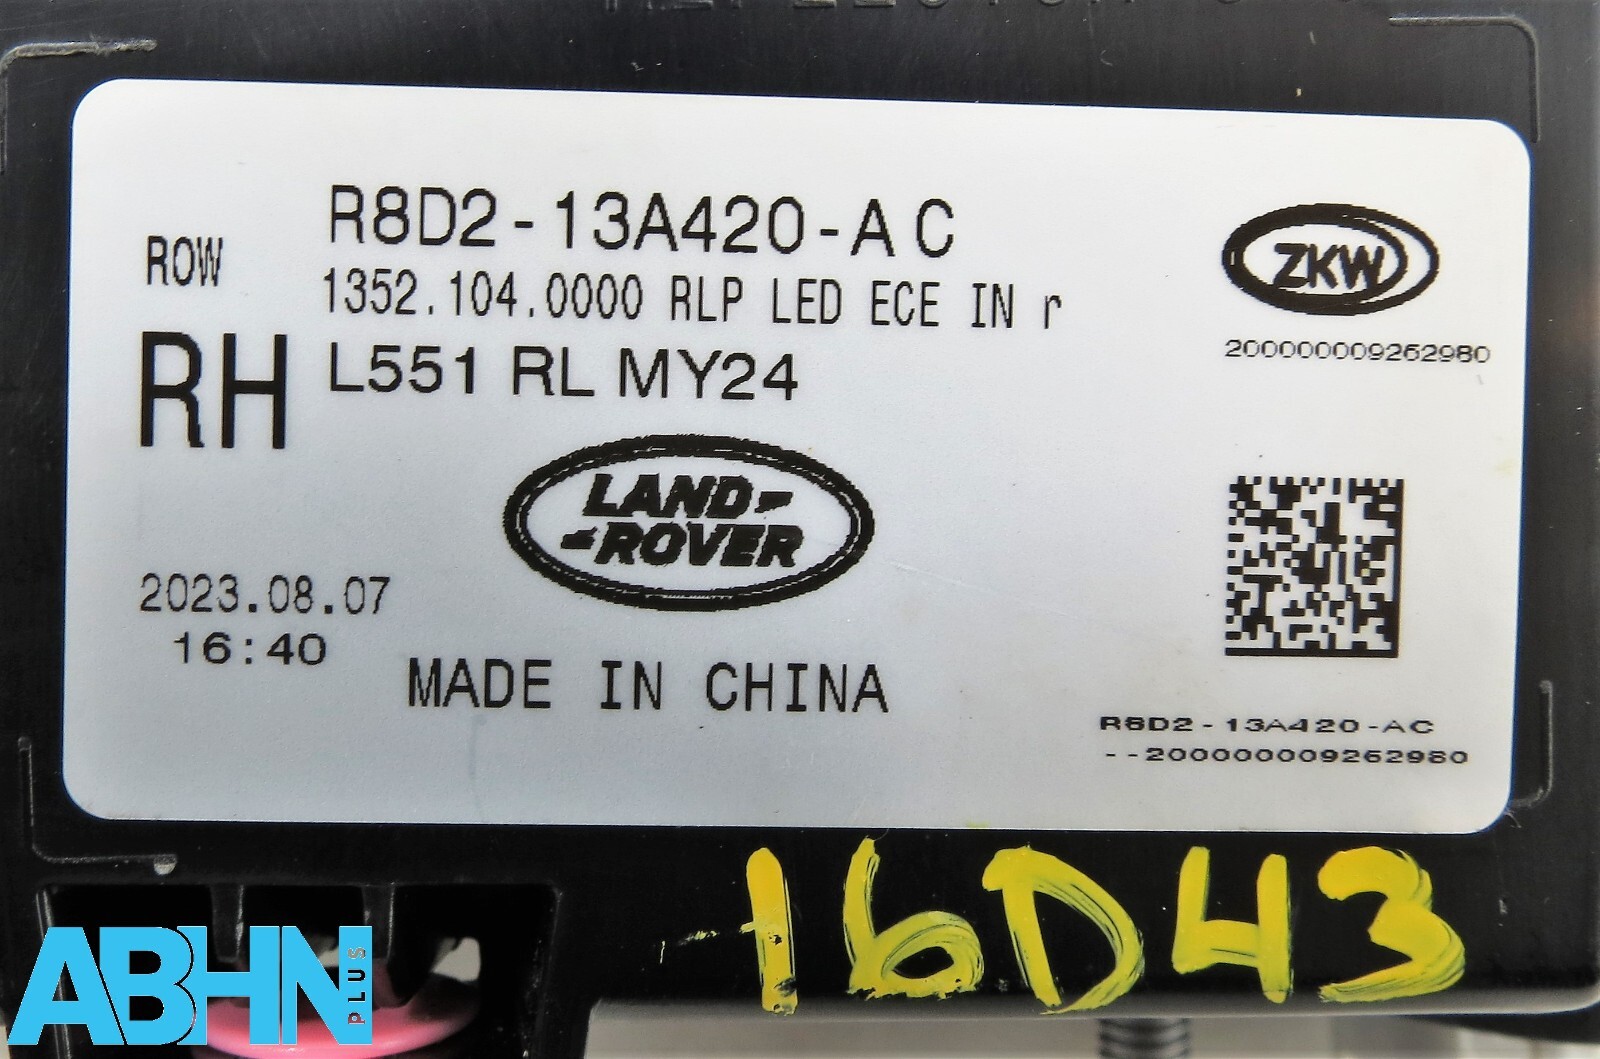 R8D2-13A420-AC
ROW
1352.104.0000 RLP LED ECE IN r
RH
L551 RL MY24
ZKW
200000009262980
LAND-
-ROVER
2023.08.07
16:40
MADE IN CHINA
R8D2-13A420-AC
--200000009262980
16D43
ABHN
PLUS